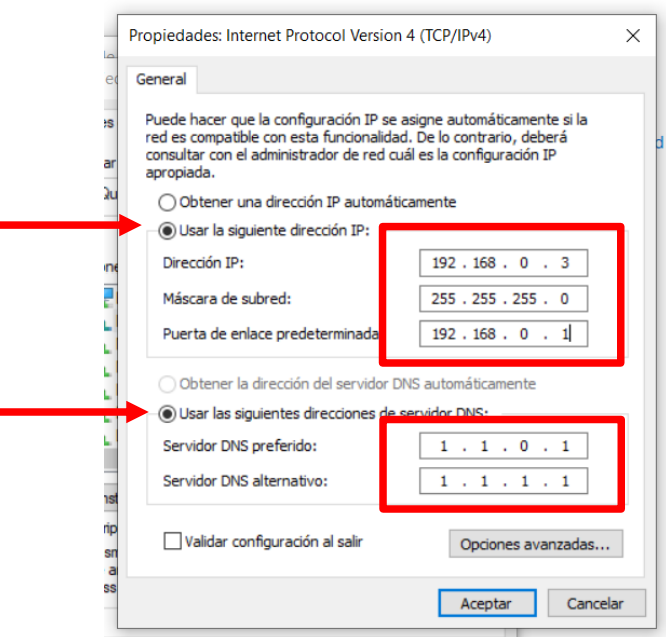 Propiedades: Internet Protocol Version 4 (TCP/IPv4)
General
Puede hacer que la configuración IP se asigne automáticamente si la
red es compatible con esta funcionalidad. De lo contrario, deberá
consultar con el administrador de red cuál es la configuración IP
apropiada.
Obtener una dirección IP automáticamente
Usar la siguiente dirección IP:
Dirección IP: 192 . 168 . 0 . 3
Máscara de subred: 255 . 255 . 255 . 0
Puerta de enlace predeterminada 192 . 168 . 0 . 1
Obtener la dirección del servidor DNS automáticamente
Usar las siguientes direcciones de servidor DNS:
Servidor DNS preferido: 1 . 1 . 0 . 1
Servidor DNS alternativo: 1 . 1 . 1 . 1
Validar configuración al salir
Opciones avanzadas...
Aceptar Cancelar